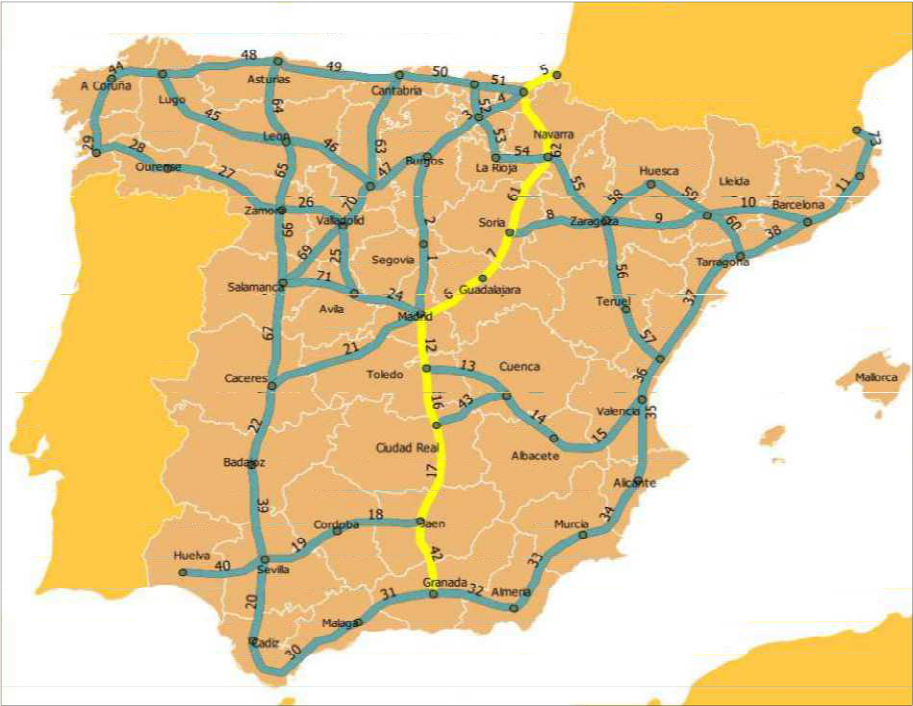 48
49
50
51
5
44
A Coruña
Asturias
Cantabria
52
4
3
73
Lugo
64
45
Leon
46
63
53
Navarra
62
29
28
Ourense
27
65
47
Burgos
La Rioja
54
55
Huesca
58
59
Lleida
11
10
Barcelona
Zamora
26
70
Valladolid
61
2
Soria
8
Zaragoza
9
60
38
66
69
25
Segovia
1
7
Tarragona
Salamanca
71
Avila
24
6
Guadalajara
56
Teruel
37
Madrid
67
21
12
57
Caceres
Toledo
13
Cuenca
36
Mallorca
16
43
22
14
15
Valencia
35
Ciudad Real
Albacete
Badajoz
17
Alicante
39
Cordoba
18
Jaen
Murcia
34
19
42
33
Huelva
40
Sevilla
Granada
32
Almeria
20
31
Malaga
Cadiz
30